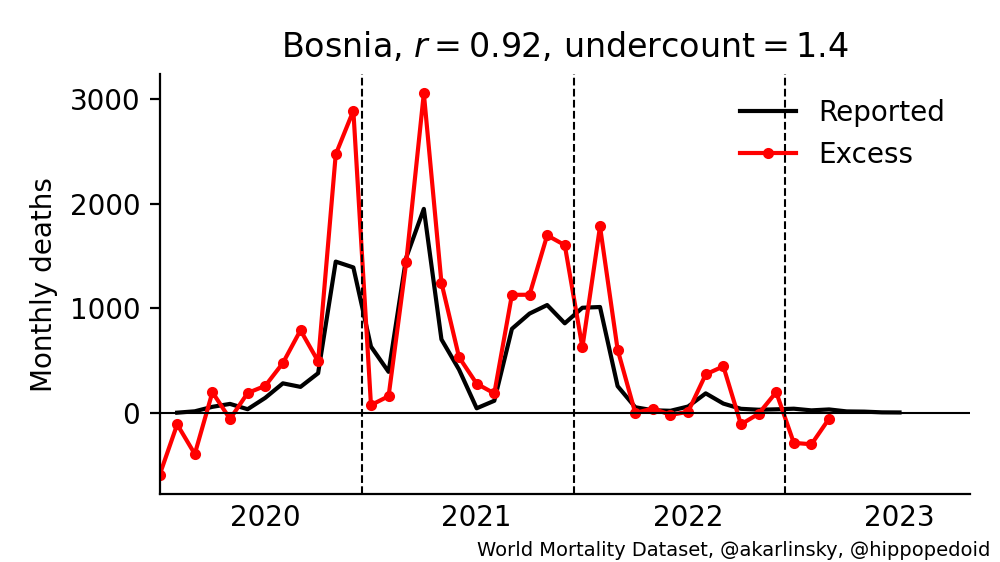 Bosnia, r = 0.92, undercount = 1.4
Monthly deaths
3000
2000
1000
0
Reported
Excess
2020 2021 2022 2023
World Mortality Dataset, @akarlinsky, @hippopedoid